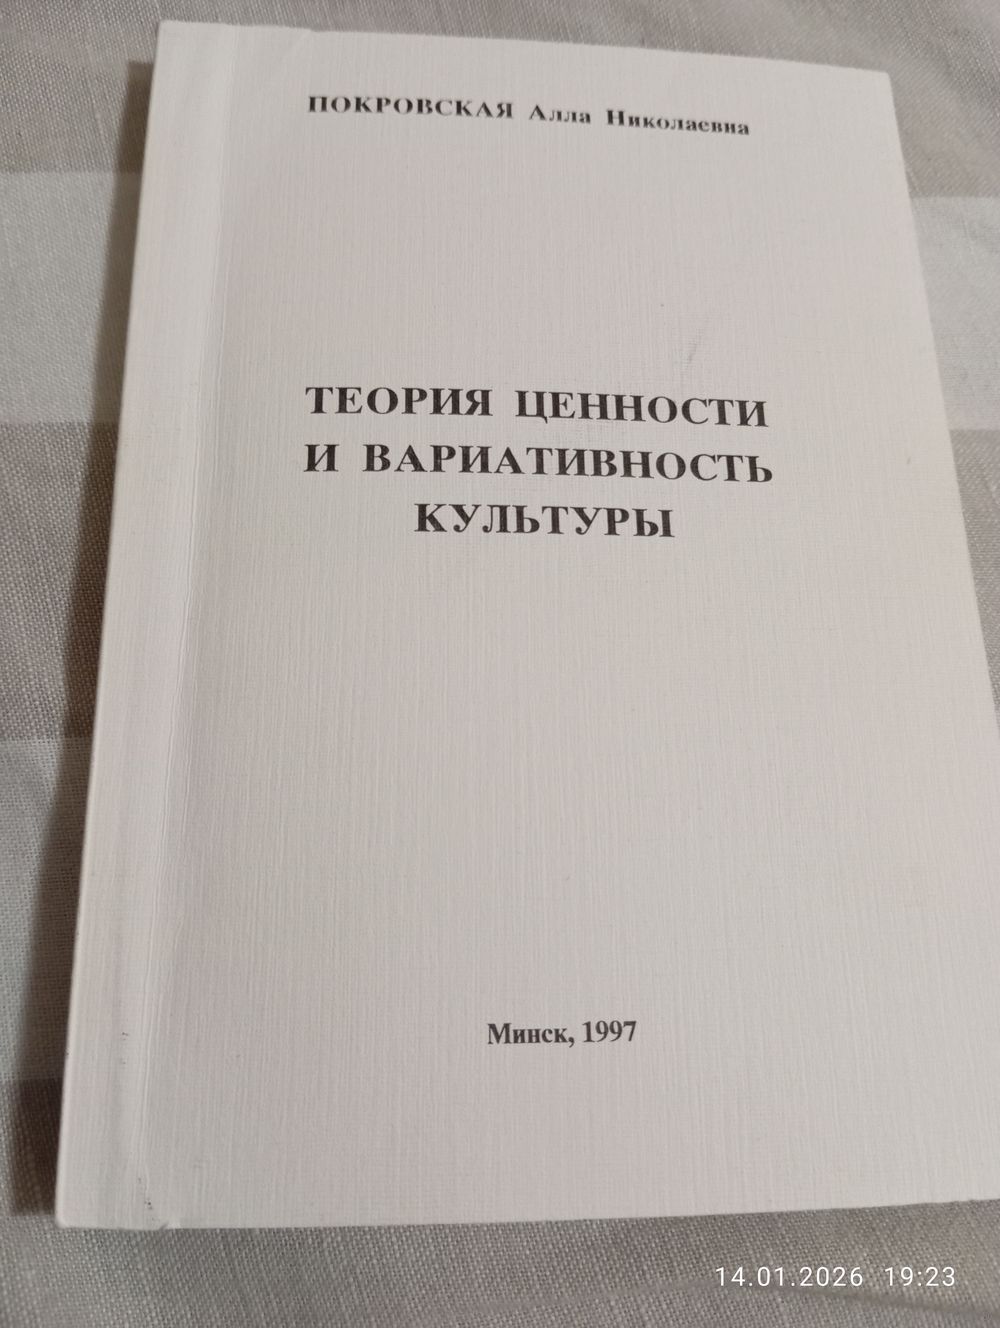 ПОКРОВСКАЯ Алла Николаевна
ТЕОРИЯ ЦЕННОСТИ
И ВАРИАТИВНОСТЬ
КУЛЬТУРЫ
Минск, 1997
14.01.2026 19:23